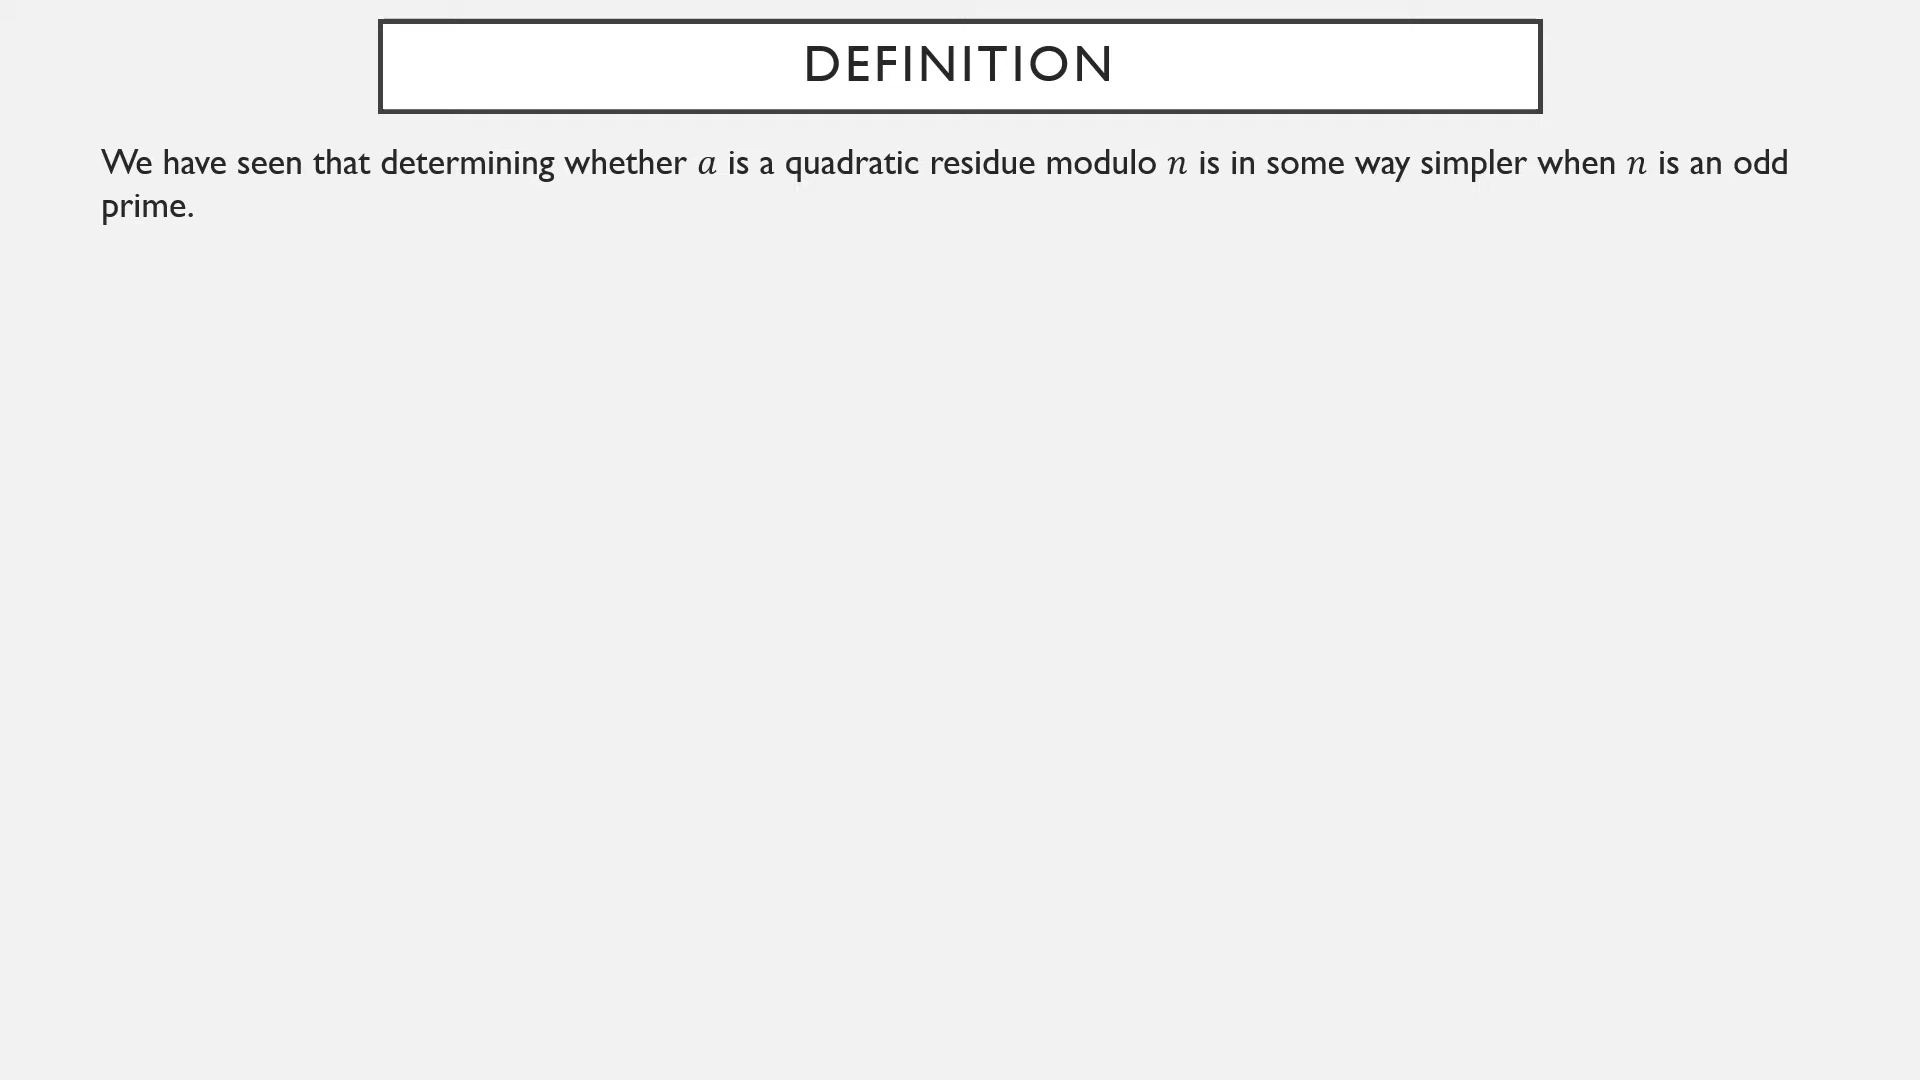 DEFINITION
We have seen that determining whether a is a quadratic residue modulo n is in some way simpler when n is an odd
prime.